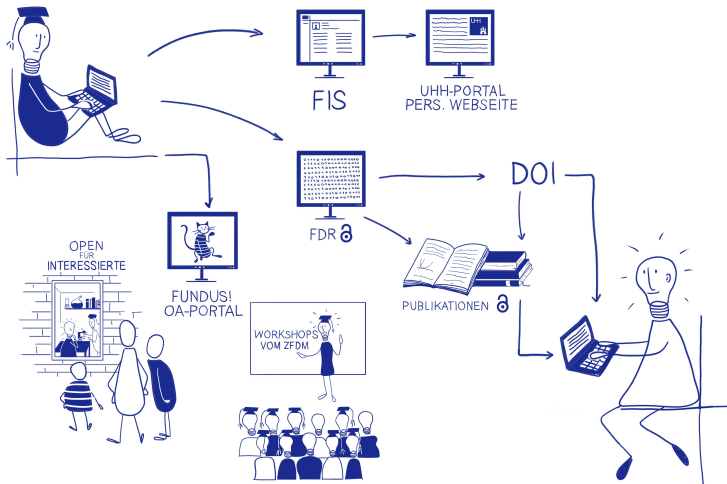 UHH
FIS
UHH-PORTAL
PERS. WEBSEITE
DOI
FDR
OPEN
FÜR
INTERESSIERTE
FUNDUS!
OA-PORTAL
PUBLIKATIONEN
WORKSHOPS
VOM ZFDM